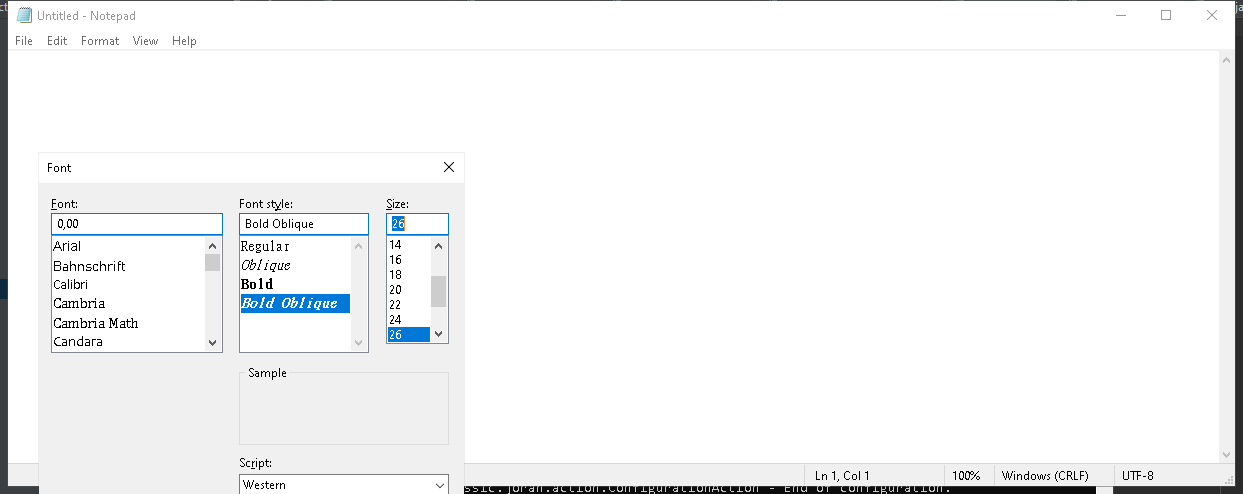 Untitled - Notepad
File Edit Format View Help
Font
Font: Font style: Size:
0,00 Bold Oblique 26
Arial Regular 14
Bahnschrift Oblique 16
Calibri Bold 18
Cambria Bold Oblique 20
Cambria Math 22
Candara 24
26
Sample
Script:
Western
Ln 1, Col 1 100% Windows (CRLF) UTF-8
ssic.joran.action.ConfigurationAction - End of configuration.